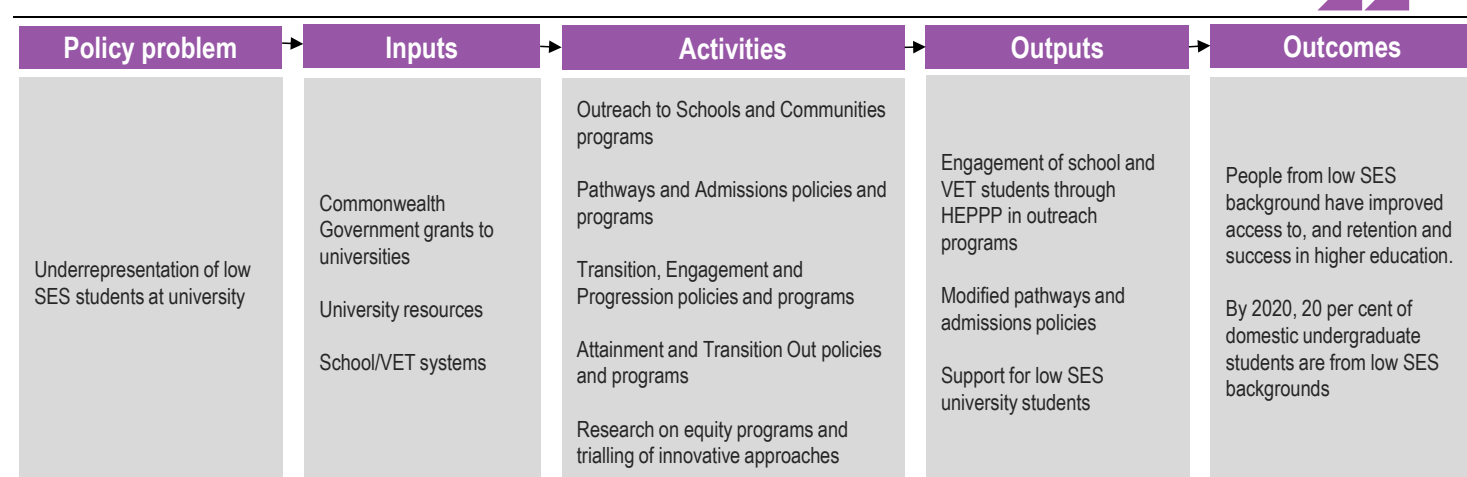 Policy problem
Inputs
Activities
Outputs
Outcomes
Underrepresentation of low
SES students at university
Commonwealth
Government grants to
universities
University resources
School/VET systems
Outreach to Schools and Communities
programs
Pathways and Admissions policies and
programs
Transition, Engagement and
Progression policies and programs
Attainment and Transition Out policies
and programs
Research on equity programs and
trialling of innovative approaches
Engagement of school and
VET students through
HEPPP in outreach
programs
Modified pathways and
admissions policies
Support for low SES
university students
People from low SES
background have improved
access to, and retention and
success in higher education.
By 2020, 20 per cent of
domestic undergraduate
students are from low SES
backgrounds